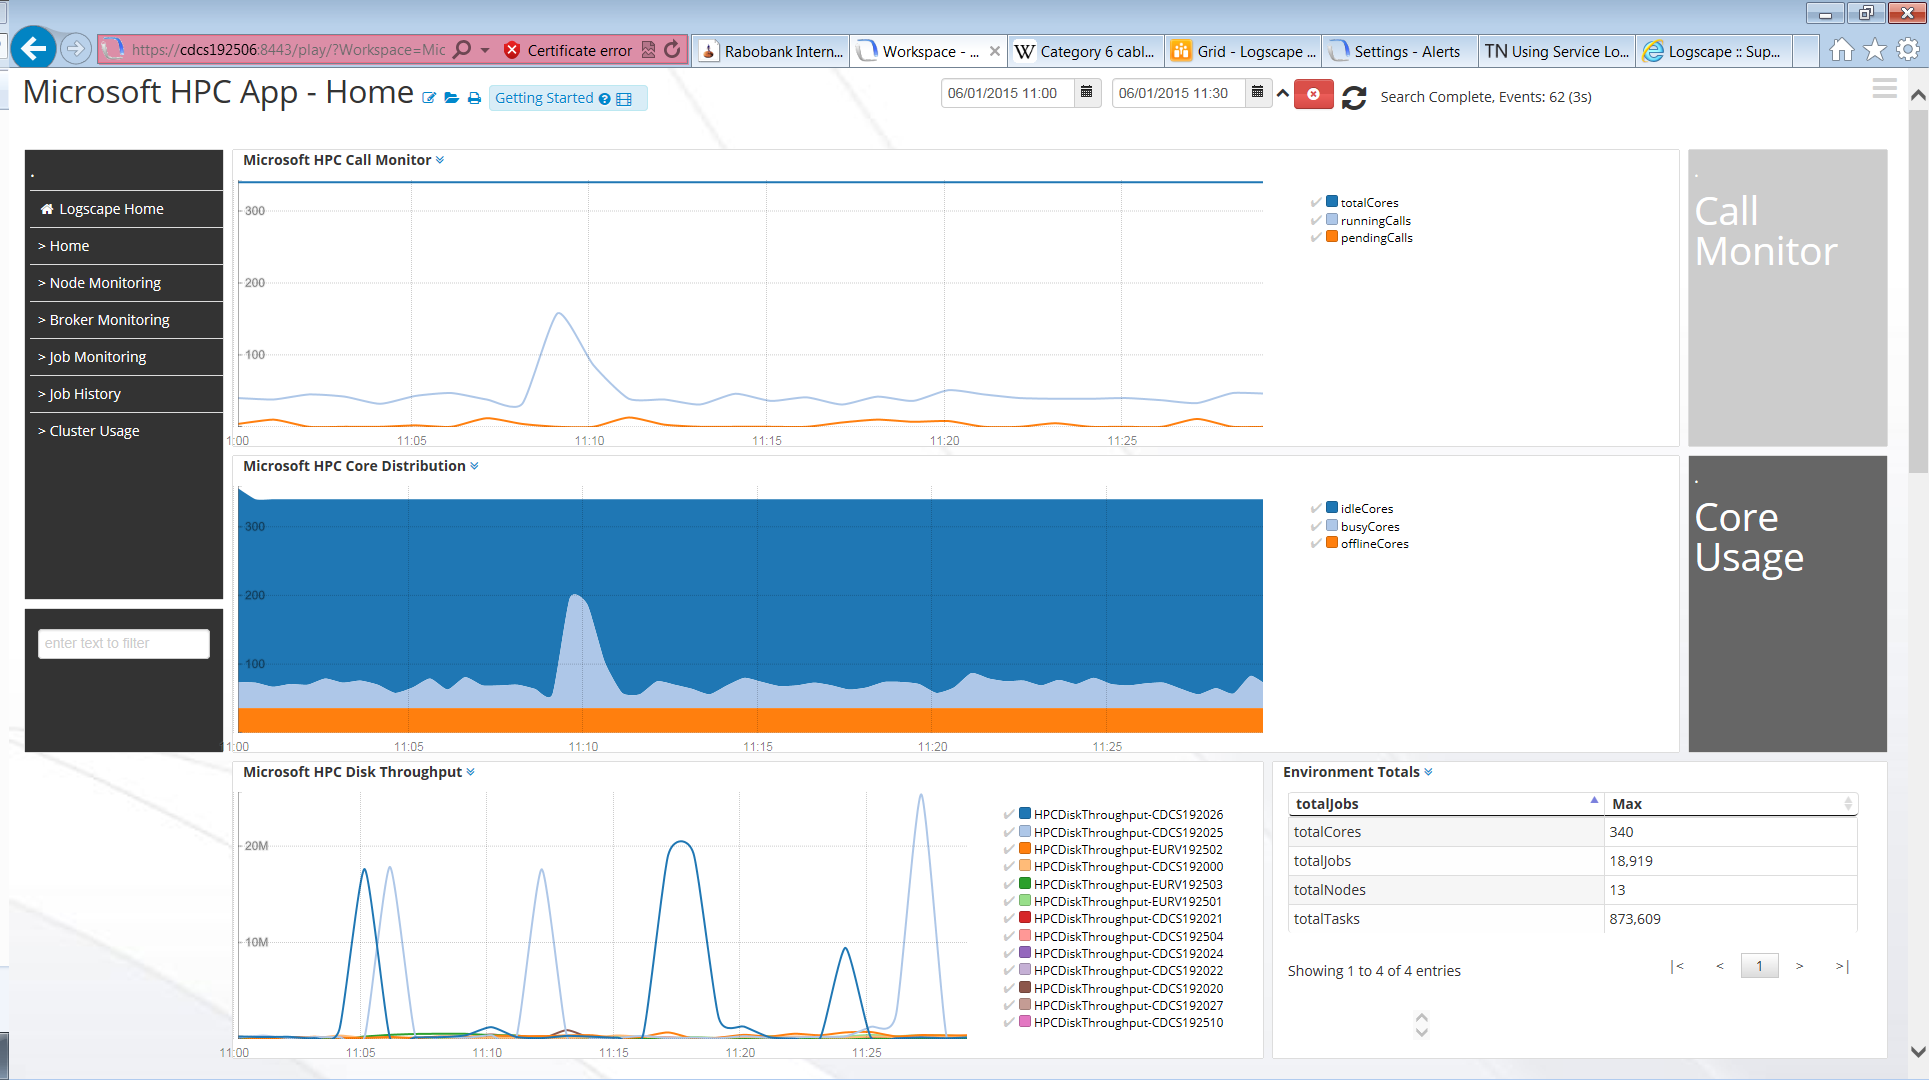 https://cdcs192506:8443/play/?Workspace=Mic
Certificate error
Rabobank Intern...
Workspace - ...
Category 6 cabl...
Grid - Logscape ...
Settings - Alerts
TN Using Service Lo...
Logscape :: Sup...
Microsoft HPC App - Home
Getting Started
06/01/2015 11:00
06/01/2015 11:30
Search Complete, Events: 62 (3s)
.
Logscape Home
> Home
> Node Monitoring
> Broker Monitoring
> Job Monitoring
> Job History
> Cluster Usage
enter text to filter
Microsoft HPC Call Monitor
300
200
100
1:00
11:05
11:10
11:15
11:20
11:25
totalCores
runningCalls
pendingCalls
.
Call
Monitor
Microsoft HPC Core Distribution
300
200
100
11:00
11:05
11:10
11:15
11:20
11:25
idleCores
busyCores
offlineCores
.
Core
Usage
Microsoft HPC Disk Throughput
20M
10M
11:00
11:05
11:10
11:15
11:20
11:25
HPCDiskThroughput-CDCS192026
HPCDiskThroughput-CDCS192025
HPCDiskThroughput-EURV192502
HPCDiskThroughput-CDCS192000
HPCDiskThroughput-EURV192503
HPCDiskThroughput-EURV192501
HPCDiskThroughput-CDCS192021
HPCDiskThroughput-CDCS192504
HPCDiskThroughput-CDCS192024
HPCDiskThroughput-CDCS192022
HPCDiskThroughput-CDCS192020
HPCDiskThroughput-CDCS192027
HPCDiskThroughput-CDCS192510
Environment Totals
totalJobs Max
totalCores 340
totalJobs 18,919
totalNodes 13
totalTasks 873,609
Showing 1 to 4 of 4 entries
|< < 1 > >|